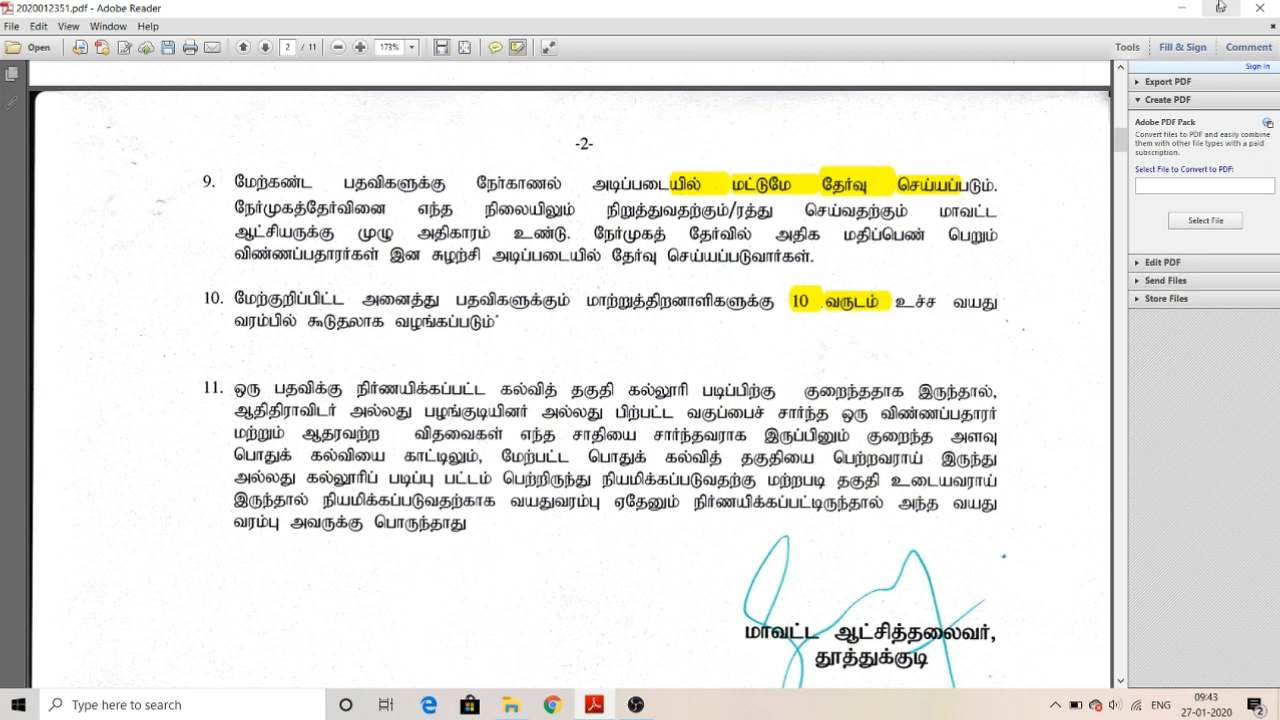 2020012351.pdf - Adobe Reader
File Edit View Window Help
Open 2 / 11 173% Tools Fill & Sign Comment
Sign In
Export PDF
Create PDF
Adobe PDF Pack
Convert files to PDF and easily combine
them with other file types with a paid
subscription.
Select File to Convert to PDF:
Select File
Edit PDF
Send Files
Store Files
-2-
9. மேற்கண்ட பதவிகளுக்கு நேர்காணல் அடிப்படையில் மட்டுமே தேர்வு செய்யப்படும்.
நேர்முகத்தேர்வினை எந்த நிலையிலும் நிறுத்துவதற்கும்/ரத்து செய்வதற்கும் மாவட்ட
ஆட்சியருக்கு முழு அதிகாரம் உண்டு. நேர்முகத் தேர்வில் அதிக மதிப்பெண் பெறும்
விண்ணப்பதாரர்கள் இன சுழற்சி அடிப்படையில் தேர்வு செய்யப்படுவார்கள்.
10. மேற்குறிப்பிட்ட அனைத்து பதவிகளுக்கும் மாற்றுத்திறனாளிகளுக்கு 10 வருடம் உச்ச வயது
வரம்பில் கூடுதலாக வழங்கப்படும்
11. ஒரு பதவிக்கு நிர்ணயிக்கப்பட்ட கல்வித் தகுதி கல்லூரி படிப்பிற்கு குறைந்ததாக இருந்தால்,
ஆதிதிராவிடர் அல்லது பழங்குடியினர் அல்லது பிற்பட்ட வகுப்பைச் சார்ந்த ஒரு விண்ணப்பதாரர்
மற்றும் ஆதரவற்ற விதவைகள் எந்த சாதியை சார்ந்தவராக இருப்பினும் குறைந்த அளவு
பொதுக் கல்வியை காட்டிலும், மேற்பட்ட பொதுக் கல்வித் தகுதியை பெற்றவராய் இருந்து
அல்லது கல்லூரிப் படிப்பு பட்டம் பெற்றிருந்து நியமிக்கப்படுவதற்கு மற்றபடி தகுதி உடையவராய்
இருந்தால் நியமிக்கப்படுவதற்காக வயதுவரம்பு ஏதேனும் நிர்ணயிக்கப்பட்டிருந்தால் அந்த வயது
வரம்பு அவருக்கு பொருந்தாது
மாவட்ட ஆட்சித்தலைவர்,
தூத்துக்குடி
Type here to search
ENG
09:43
27-01-2020
2